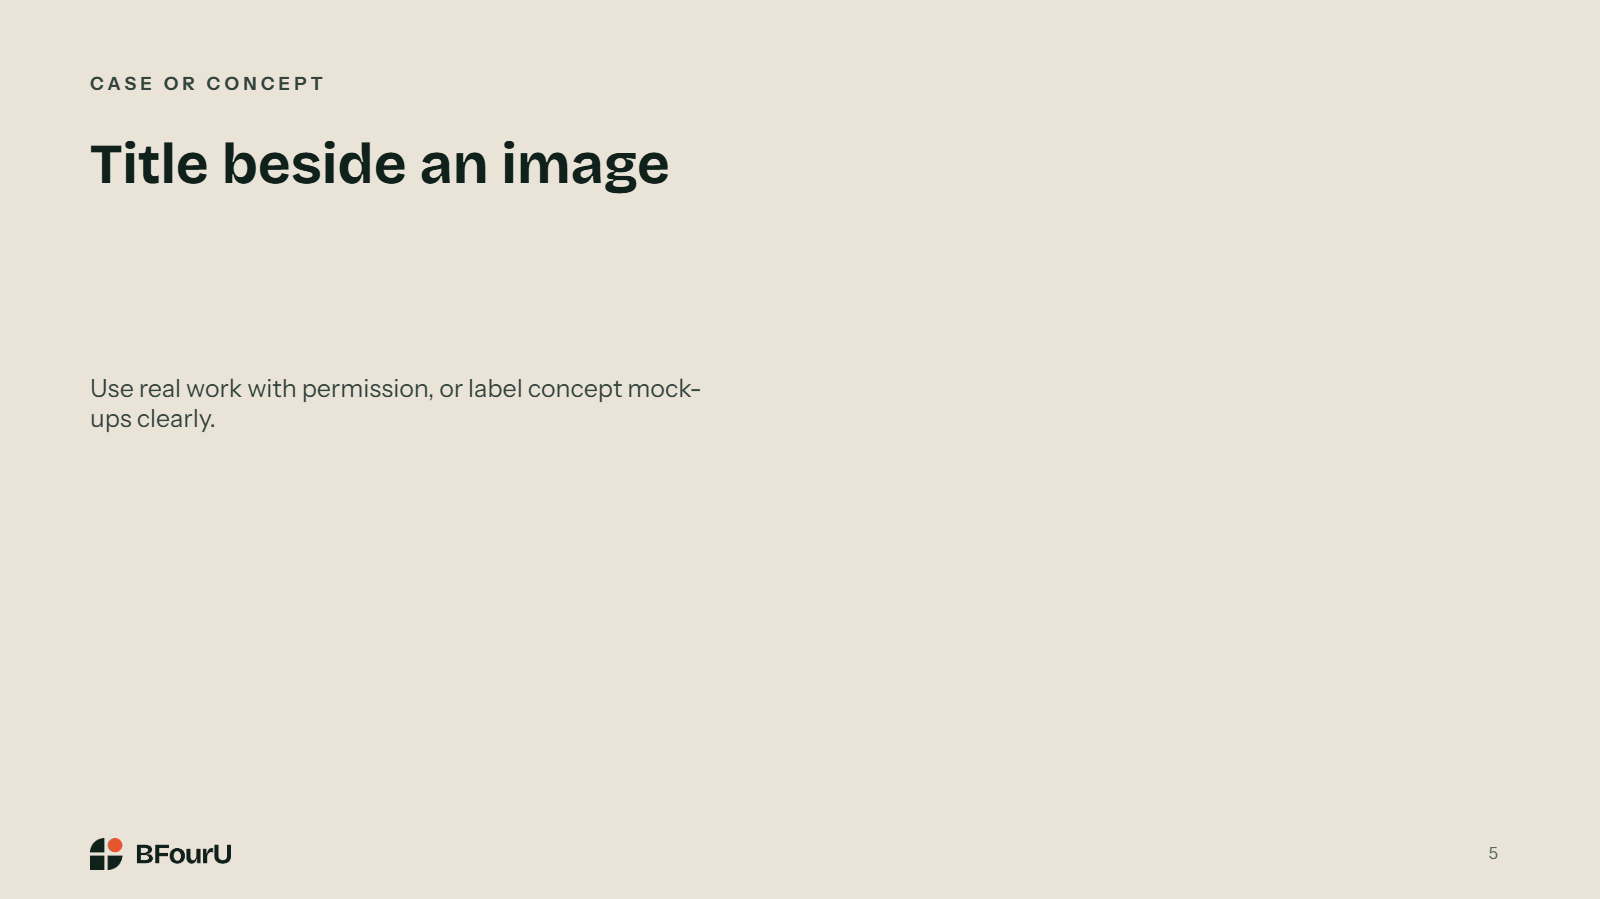 CASE OR CONCEPT
Title beside an image
Use real work with permission, or label concept mock-
ups clearly.
BFourU
5